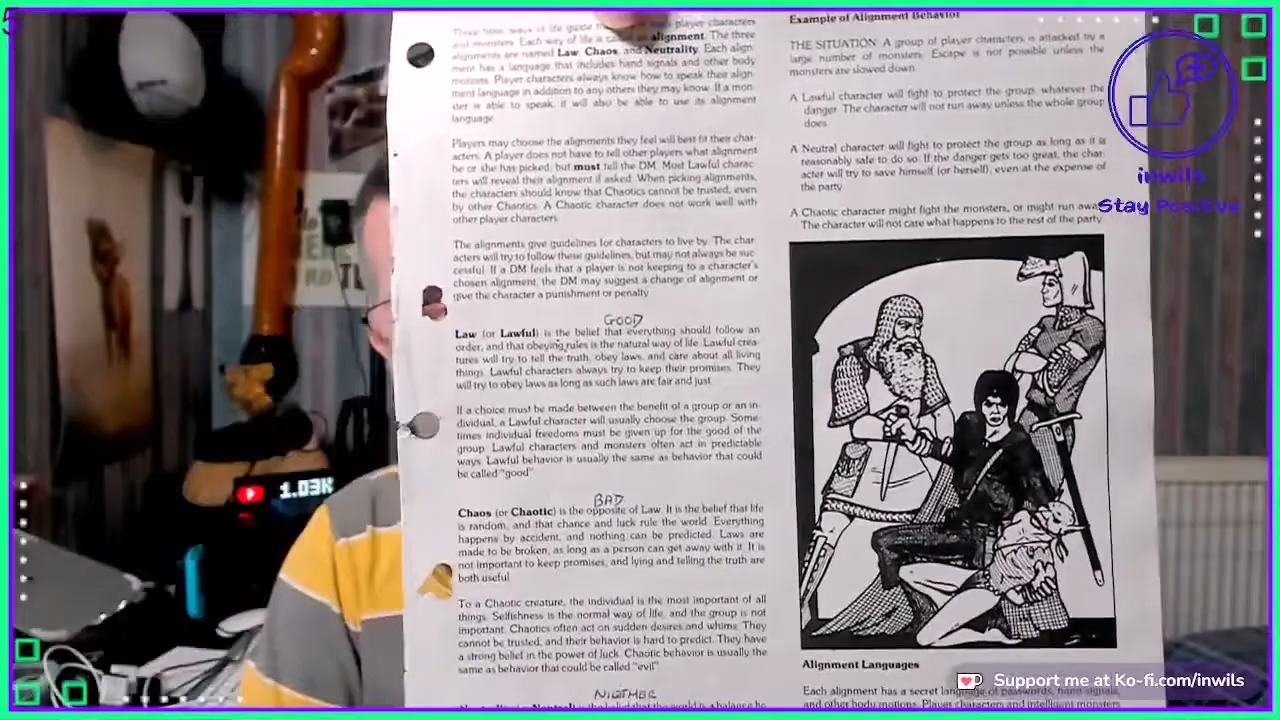 5
Three basic ways of life guide the acts of both player characters
and monsters. Each way of life is called an alignment. The three
alignments are named Law, Chaos, and Neutrality. Each align-
ment has a language that includes hand signals and other body
motions. Player characters always know how to speak their align-
ment language in addition to any others they may know. If a mon-
ster is able to speak, it will also be able to use its alignment
language.
Players may choose the alignments they feel will best fit their char-
acters. A player does not have to tell other players what alignment
he or she has picked, but must tell the DM. Most Lawful charac-
ters will reveal their alignment if asked. When picking alignments,
the characters should know that Chaotics cannot be trusted, even
by other Chaotics. A Chaotic character does not work well with
other player characters.
The alignments give guidelines for characters to live by. The char-
acters will try to follow these guidelines, but may not always be suc-
cessful. If a DM feels that a player is not keeping to a character's
chosen alignment, the DM may suggest a change of alignment or
give the character a punishment or penalty.
GOOD
Law (or Lawful) is the belief that everything should follow an
order, and that obeying rules is the natural way of life. Lawful crea-
tures will try to tell the truth, obey laws, and care about all living
things. Lawful characters always try to keep their promises. They
will try to obey laws as long as such laws are fair and just.
If a choice must be made between the benefit of a group or an in-
dividual, a Lawful character will usually choose the group. Some-
times individual freedoms must be given up for the good of the
group. Lawful characters and monsters often act in predictable
ways. Lawful behavior is usually the same as behavior that could
be called "good"
BAD
Chaos (or Chaotic) is the opposite of Law. It is the belief that life
is random, and that chance and luck rule the world. Everything
happens by accident, and nothing can be predicted. Laws are
made to be broken, as long as a person can get away with it. It is
not important to keep promises, and lying and telling the truth are
both useful.
To a Chaotic creature, the individual is the most important of all
things. Selfishness is the normal way of life, and the group is not
important. Chaotics often act on sudden desires and whims. They
cannot be trusted, and their behavior is hard to predict. They have
a strong belief in the power of luck. Chaotic behavior is usually the
same as behavior that could be called "evil"
NIGTHER
Example of Alignment Behavior
THE SITUATION: A group of player characters is attacked by a
large number of monsters. Escape is not possible unless the
monsters are slowed down.
A Lawful character will fight to protect the group, whatever the
danger. The character will not run away unless the whole group
does.
A Neutral character will fight to protect the group as long as it is
reasonably safe to do so. If the danger gets too great, the char-
acter will try to save himself (or herself), even at the expense of
the party.
A Chaotic character might fight the monsters, or might run away
The character will not care what happens to the rest of the party.
Alignment Languages
Each alignment has a secret language of passwords, hand signals,
and other body motions. Player characters and intelligent monsters
inwils
Stay Positive
1.03K
Support me at Ko-fi.com/inwils